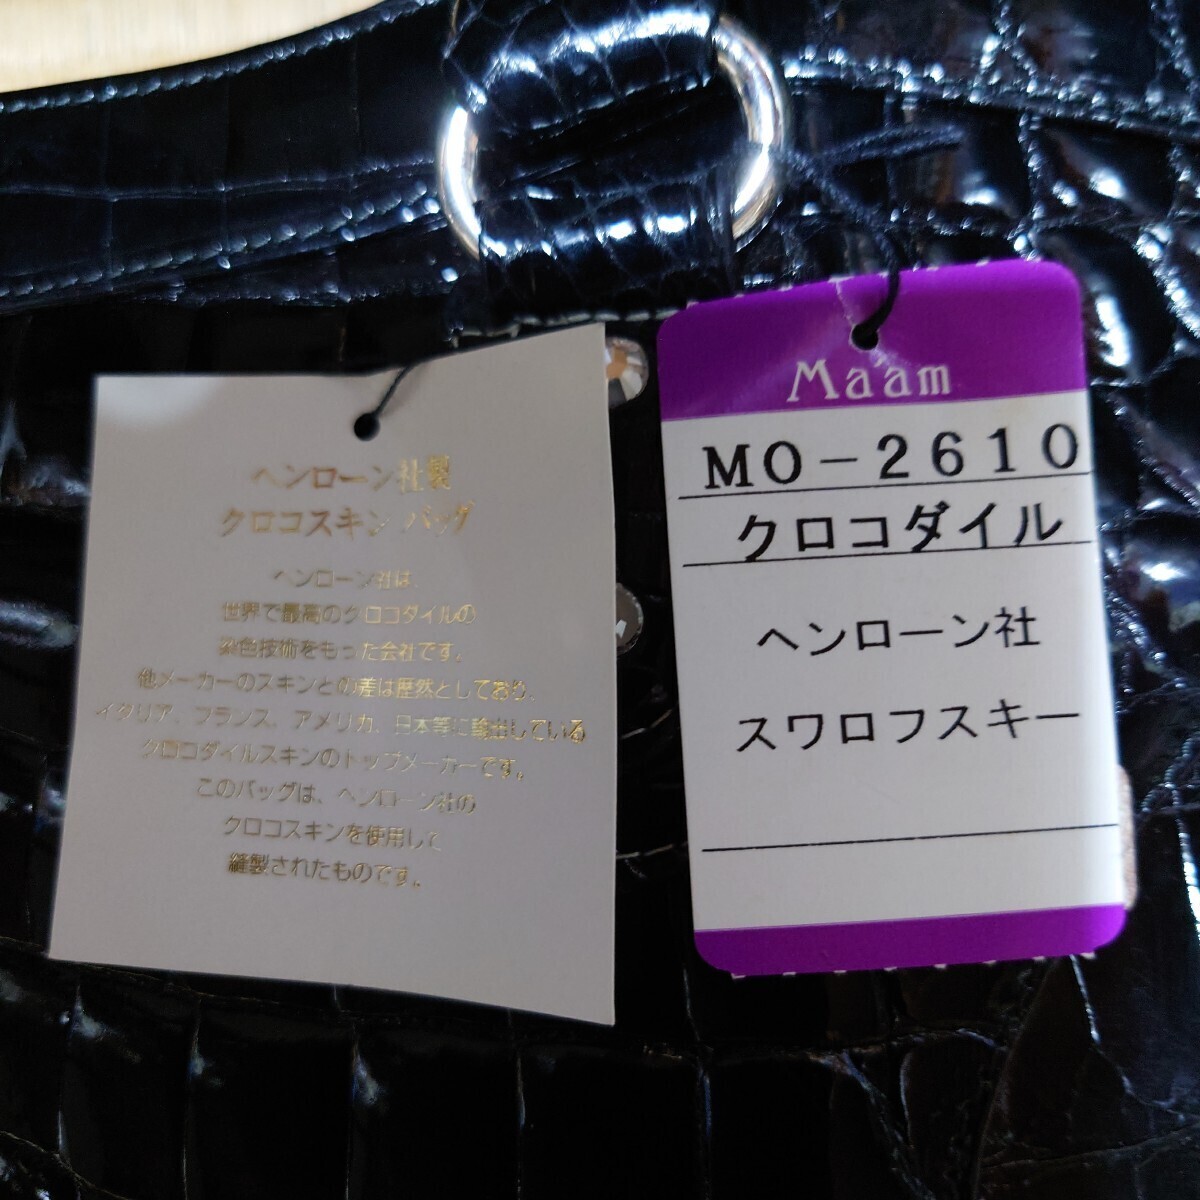 ヘンローン社製
クロコスキン バッグ
ヘンローン社は、
世界で最高のクロコダイルの
染色技術をもった会社です。
他メーカーのスキンとの差は歴然としており、
イタリア、フランス、アメリカ、日本等に輸出している
クロコダイルスキンのトップメーカーです。
このバッグは、ヘンローン社の
クロコスキンを使用して
縫製されたものです。
Maam
MO-2610
クロコダイル
ヘンローン社
スワロフスキー